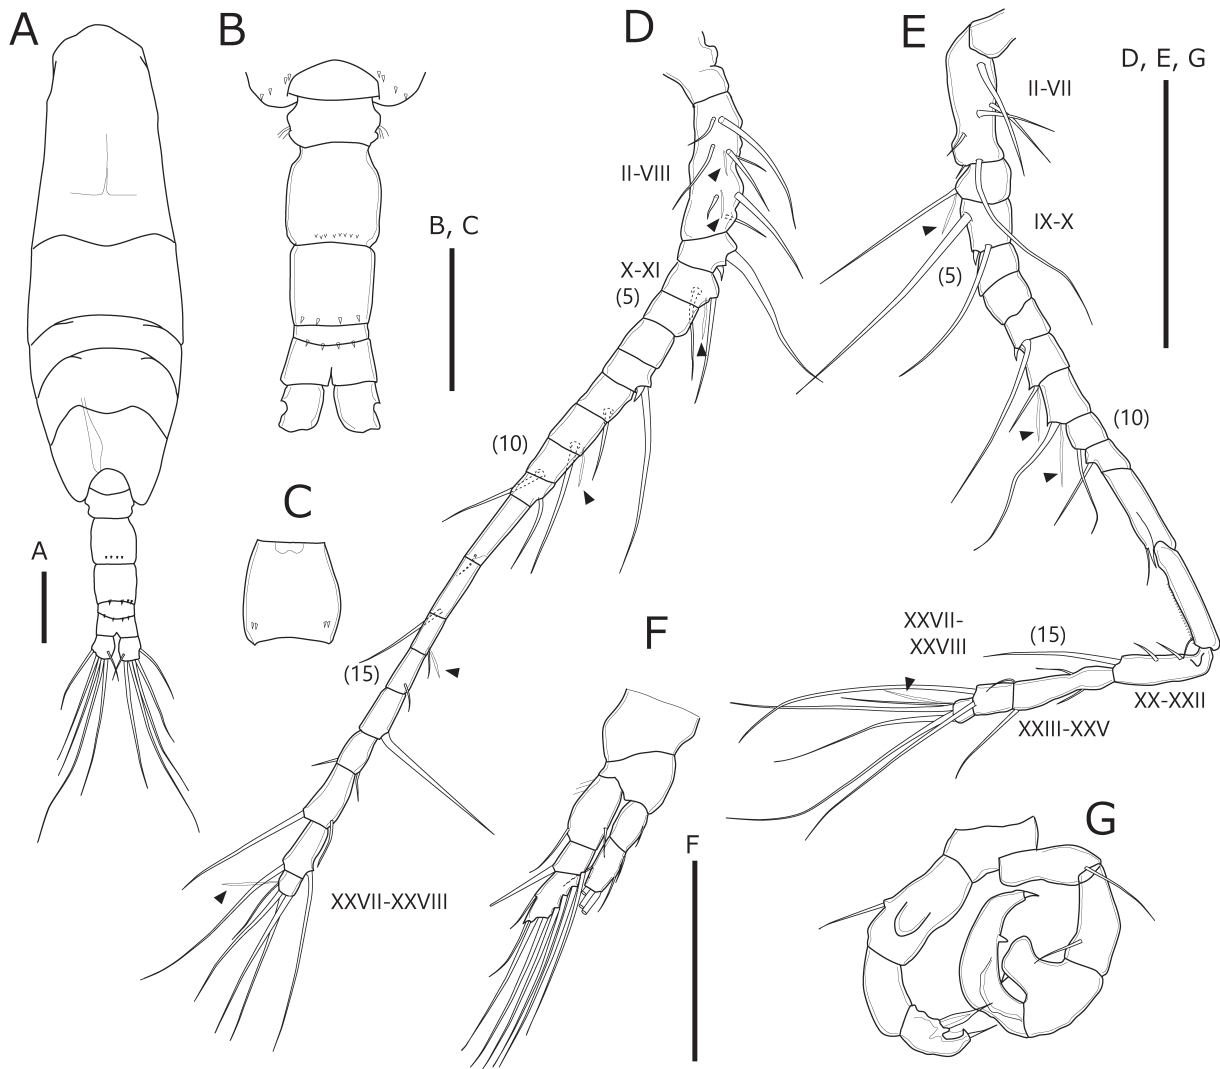 A
B
D
E
D, E, G
II-VII
II-VIII
IX-X
B, C
X-XI
(5)
(5)
(10)
(10)
C
A
F
XXVII-
XXVIII
(15)
(15)
XX-XXII
XXIII-XXV
G
F
XXVII-XXVIII